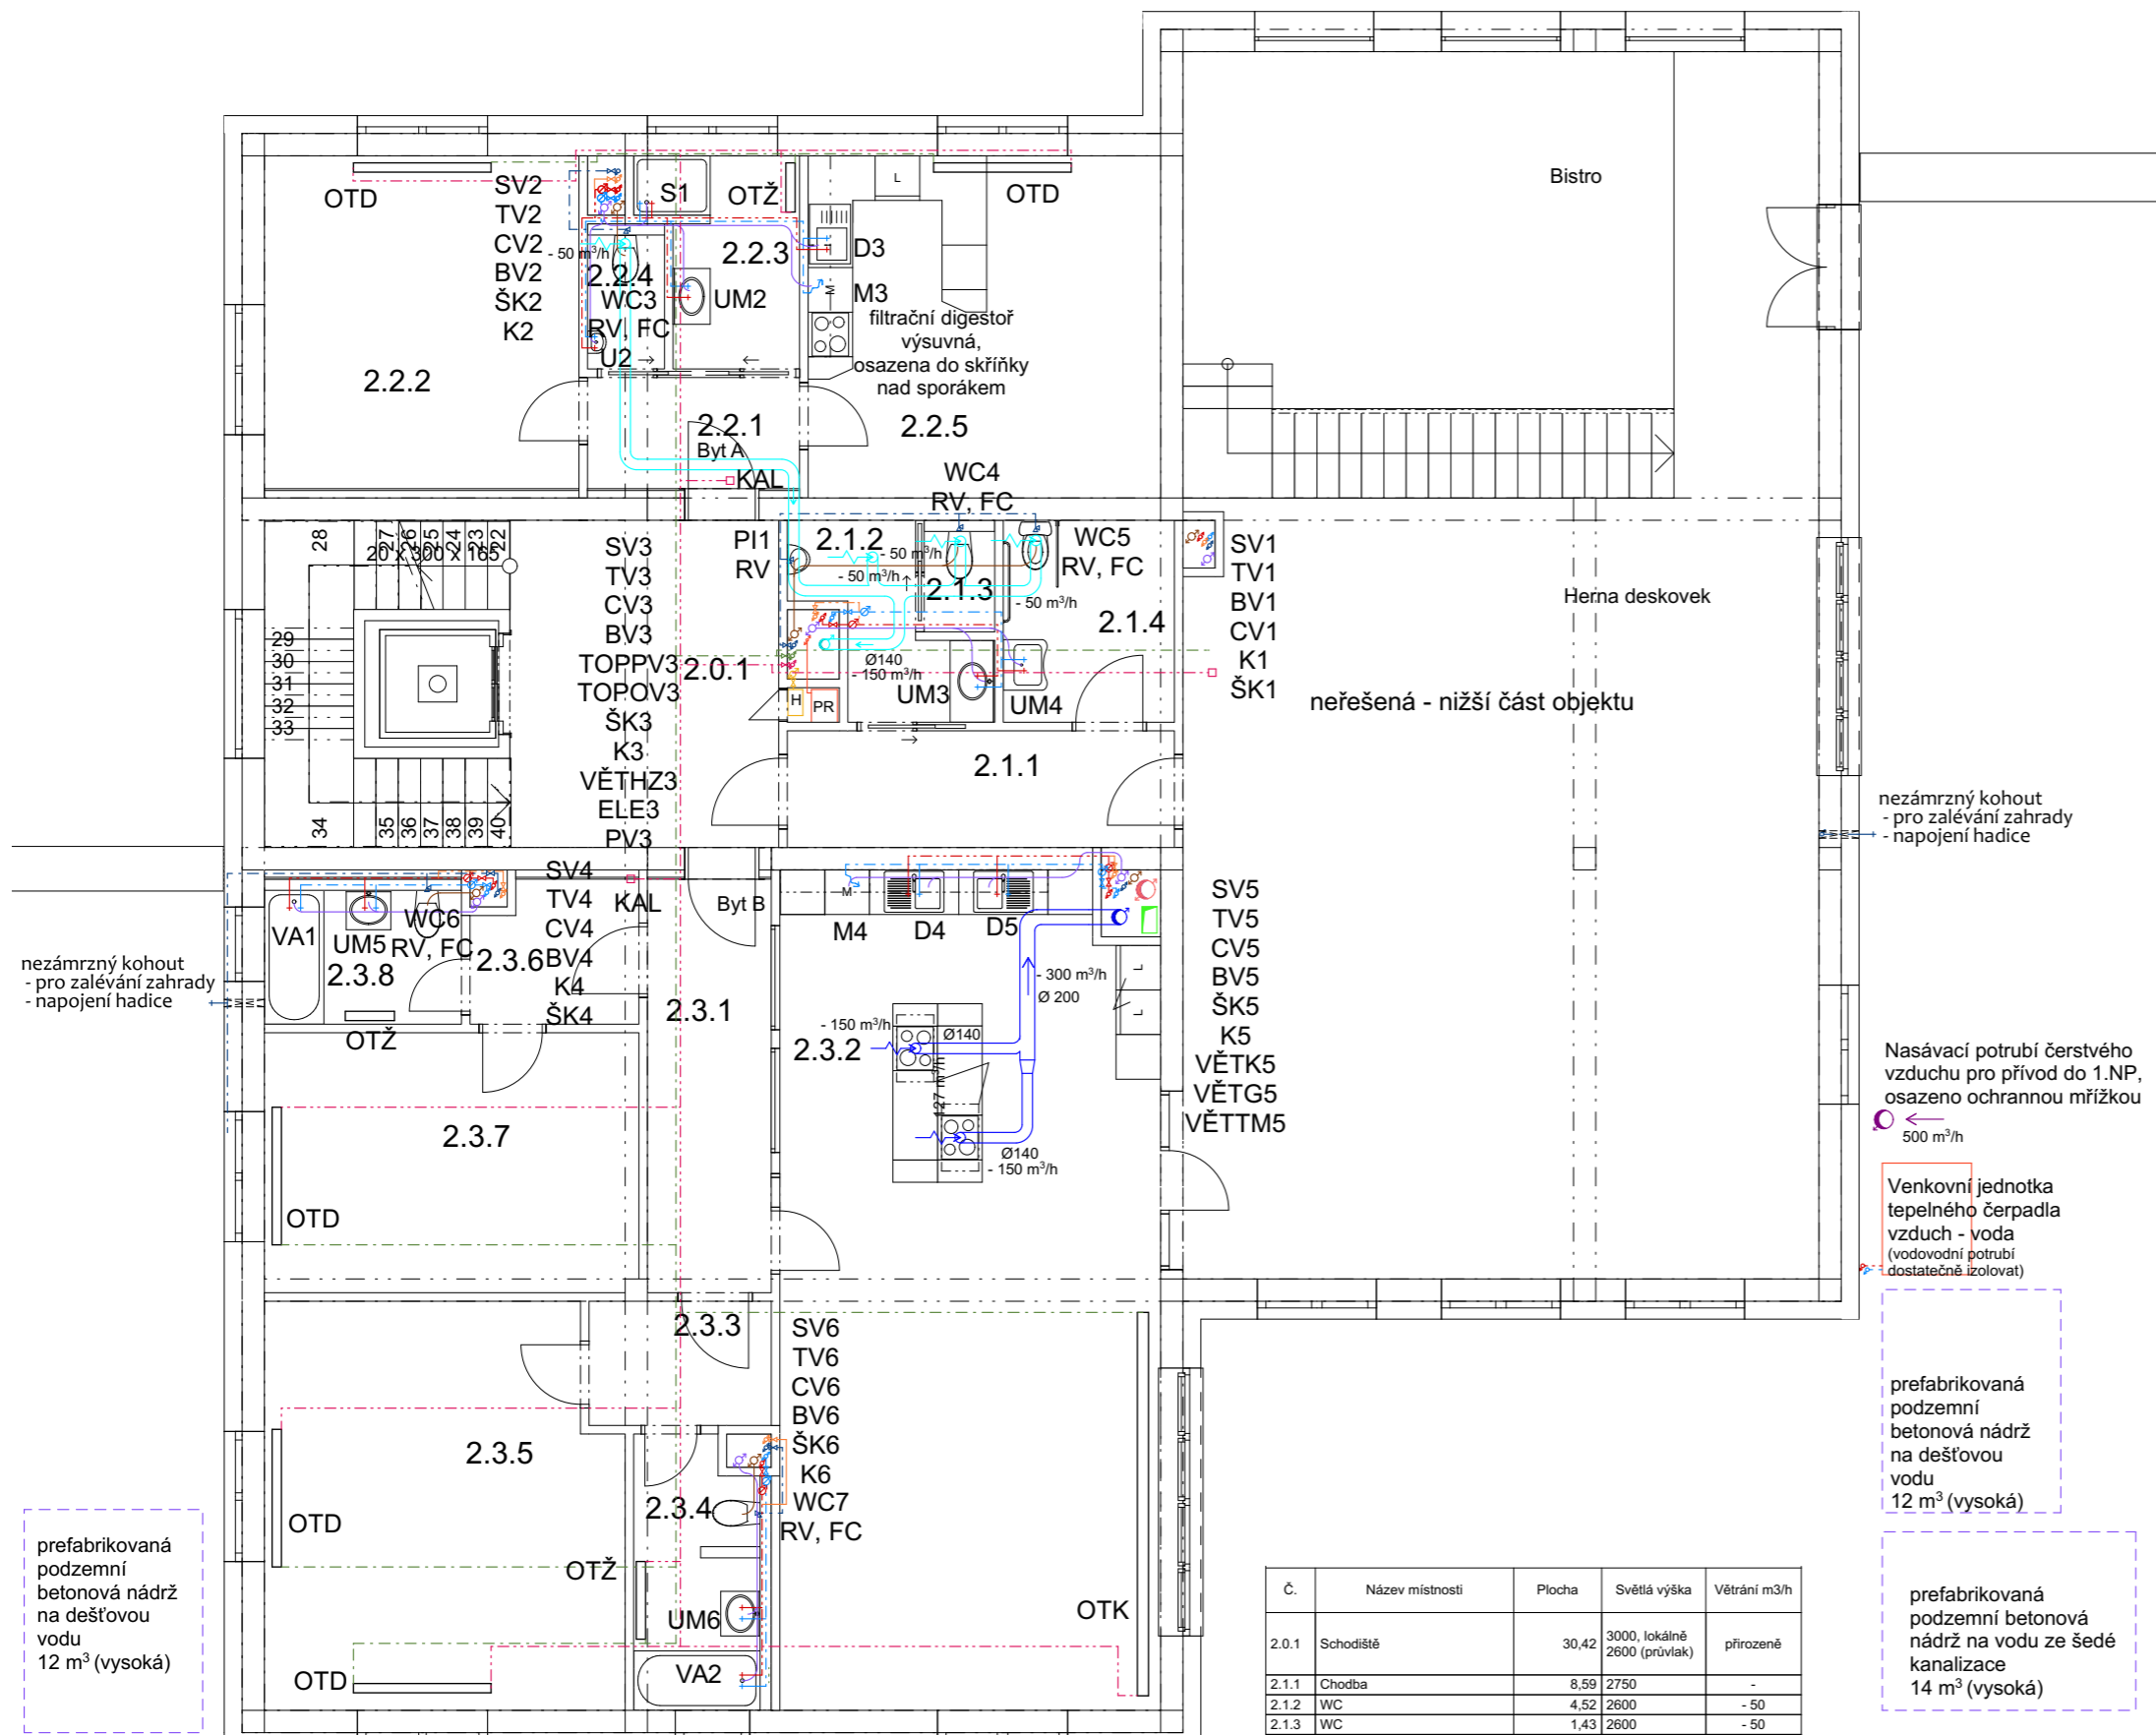 Bistro
OTD
SV2
TV2
CV2
BV2
ŠK2
K2
S1
OTŽ
L
OTD
- 50 m³/h
2.2.4
WC3
RV, FC
U2
2.2.3
UM2
D3
M
M3
filtrační digestoř
výsuvná,
osazena do skříňky
nad sporákem
2.2.2
2.2.1
Byt A
KAL
2.2.5
WC4
RV, FC
28
27
26
25
24
23
22
20 x 300 x 165
29
30
31
32
33
34
35
36
37
38
39
40
SV3
TV3
CV3
BV3
TOPPV3
TOPOV3
ŠK3
K3
VĚTHZ3
ELE3
PV3
2.0.1
PI1
RV
2.1.2
- 50 m³/h
- 50 m³/h
2.1.3
WC5
RV, FC
- 50 m³/h
2.1.4
Ø140
- 150 m³/h
H
PR
UM3
UM4
2.1.1
SV1
TV1
BV1
CV1
K1
ŠK1
Herna deskovek
neřešená - nižší část objektu
nezámrzný kohout
- pro zalévání zahrady
- napojení hadice
SV4
TV4
CV4
BV4
K4
ŠK4
KAL
Byt B
VA1
UM5
WC6
RV, FC
2.3.8
2.3.6
OTŽ
nezámrzný kohout
- pro zalévání zahrady
- napojení hadice
2.3.1
M
M4
D4
D5
- 300 m³/h
Ø 200
L
L
- 150 m³/h
Ø140
2.3.2
127 m³/h
Ø140
- 150 m³/h
SV5
TV5
CV5
BV5
ŠK5
K5
VĚTK5
VĚTG5
VĚTTM5
Nasávací potrubí čerstvého
vzduchu pro přívod do 1.NP,
osazeno ochrannou mřížkou
500 m³/h
Venkovní jednotka
tepelného čerpadla
vzduch - voda
(vodovodní potrubí
dostatečně izolovat)
2.3.7
OTD
2.3.3
SV6
TV6
CV6
BV6
ŠK6
K6
WC7
RV, FC
2.3.5
OTD
2.3.4
OTŽ
UM6
VA2
OTD
OTK
prefabrikovaná
podzemní
betonová nádrž
na dešťovou
vodu
12 m³ (vysoká)
prefabrikovaná
podzemní
betonová nádrž
na dešťovou
vodu
12 m³ (vysoká)
prefabrikovaná
podzemní betonová
nádrž na vodu ze šedé
kanalizace
14 m³ (vysoká)
Č. Název místnosti Plocha Světlá výška Větrání m3/h
2.0.1 Schodiště 30,42 3000, lokálně 2600 (průvlak) přirozeně
2.1.1 Chodba 8,59 2750 -
2.1.2 WC 4,52 2600 - 50
2.1.3 WC 1,43 2600 - 50